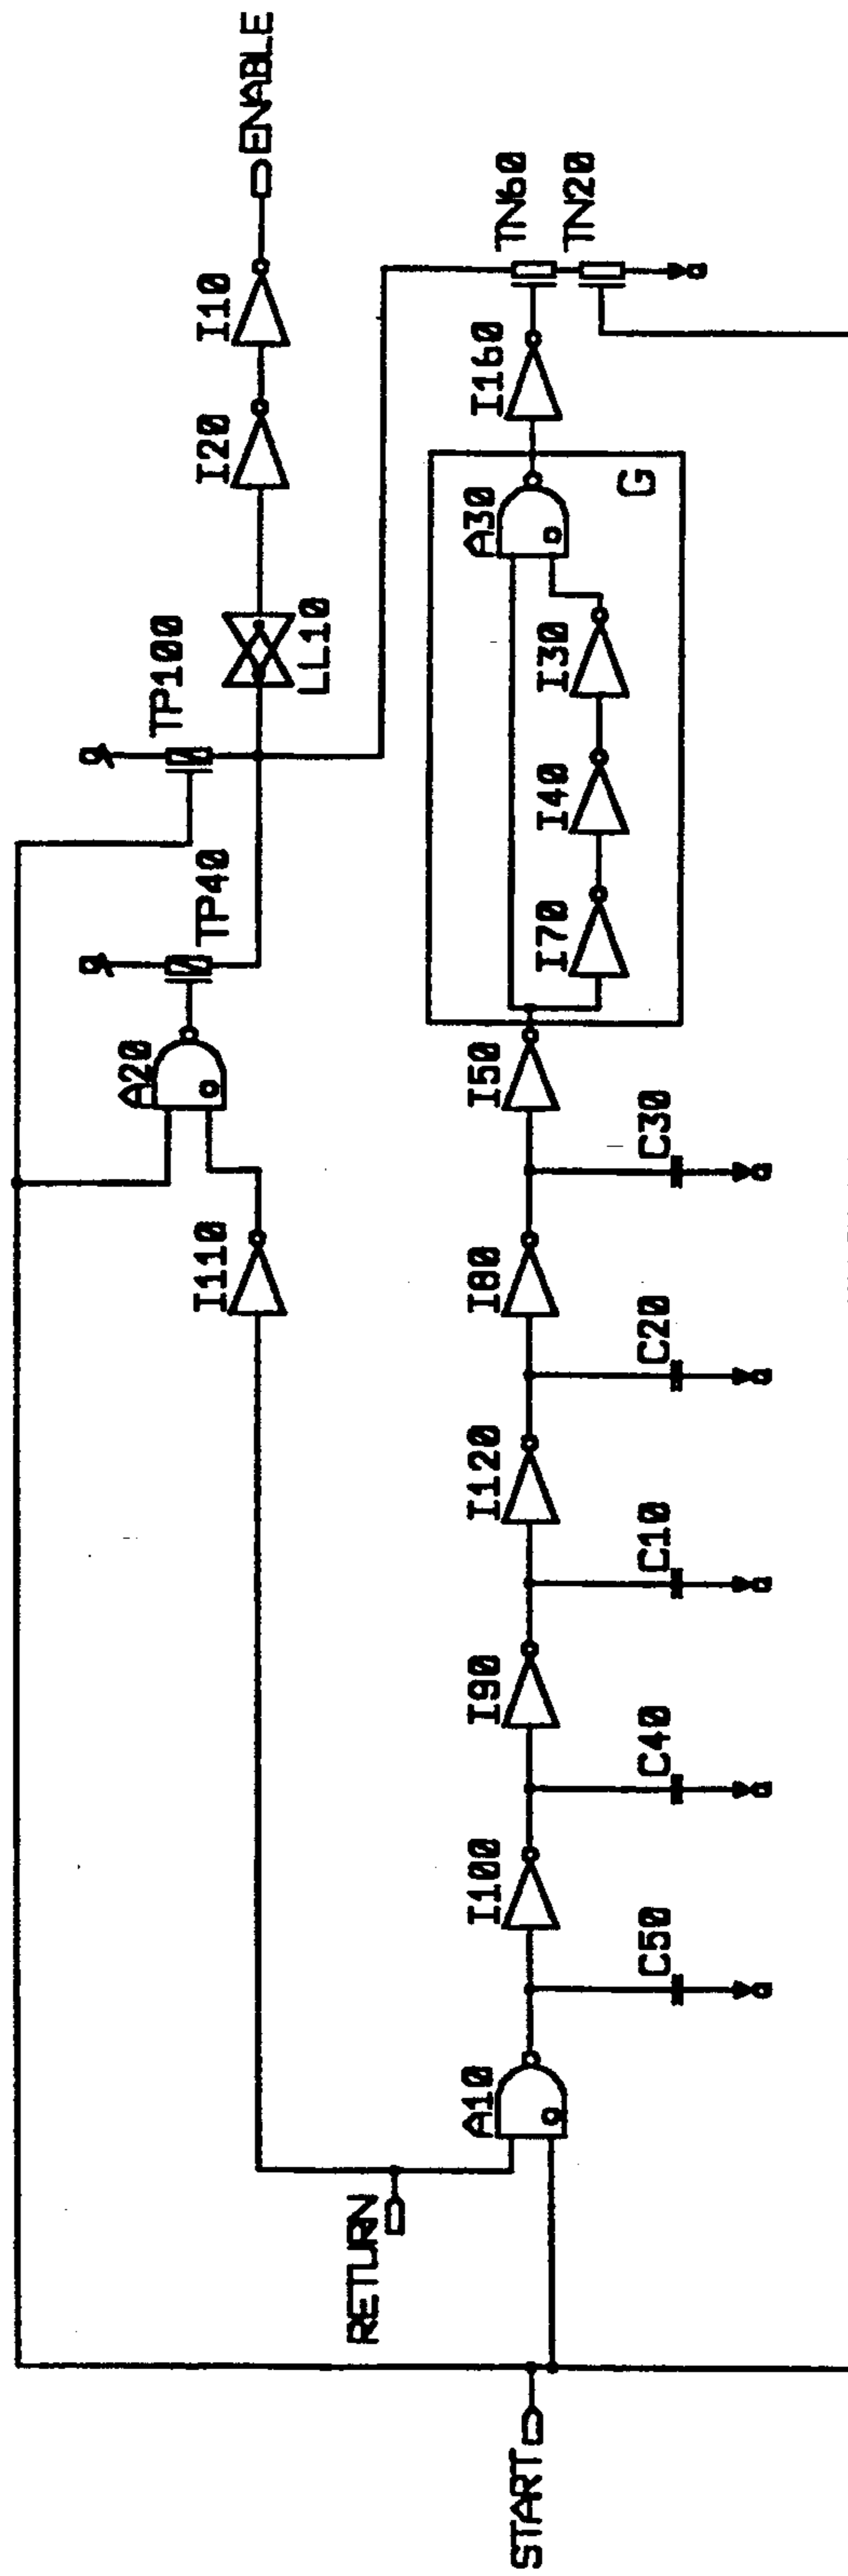 ENABLE
I10
I20
LL10
TP100
TP40
A20
I110
RETURN
START
TN60
TN20
I160
A30
G
I30
I40
I70
I50
C30
I80
C20
I120
C10
I90
C40
I100
C50
A10